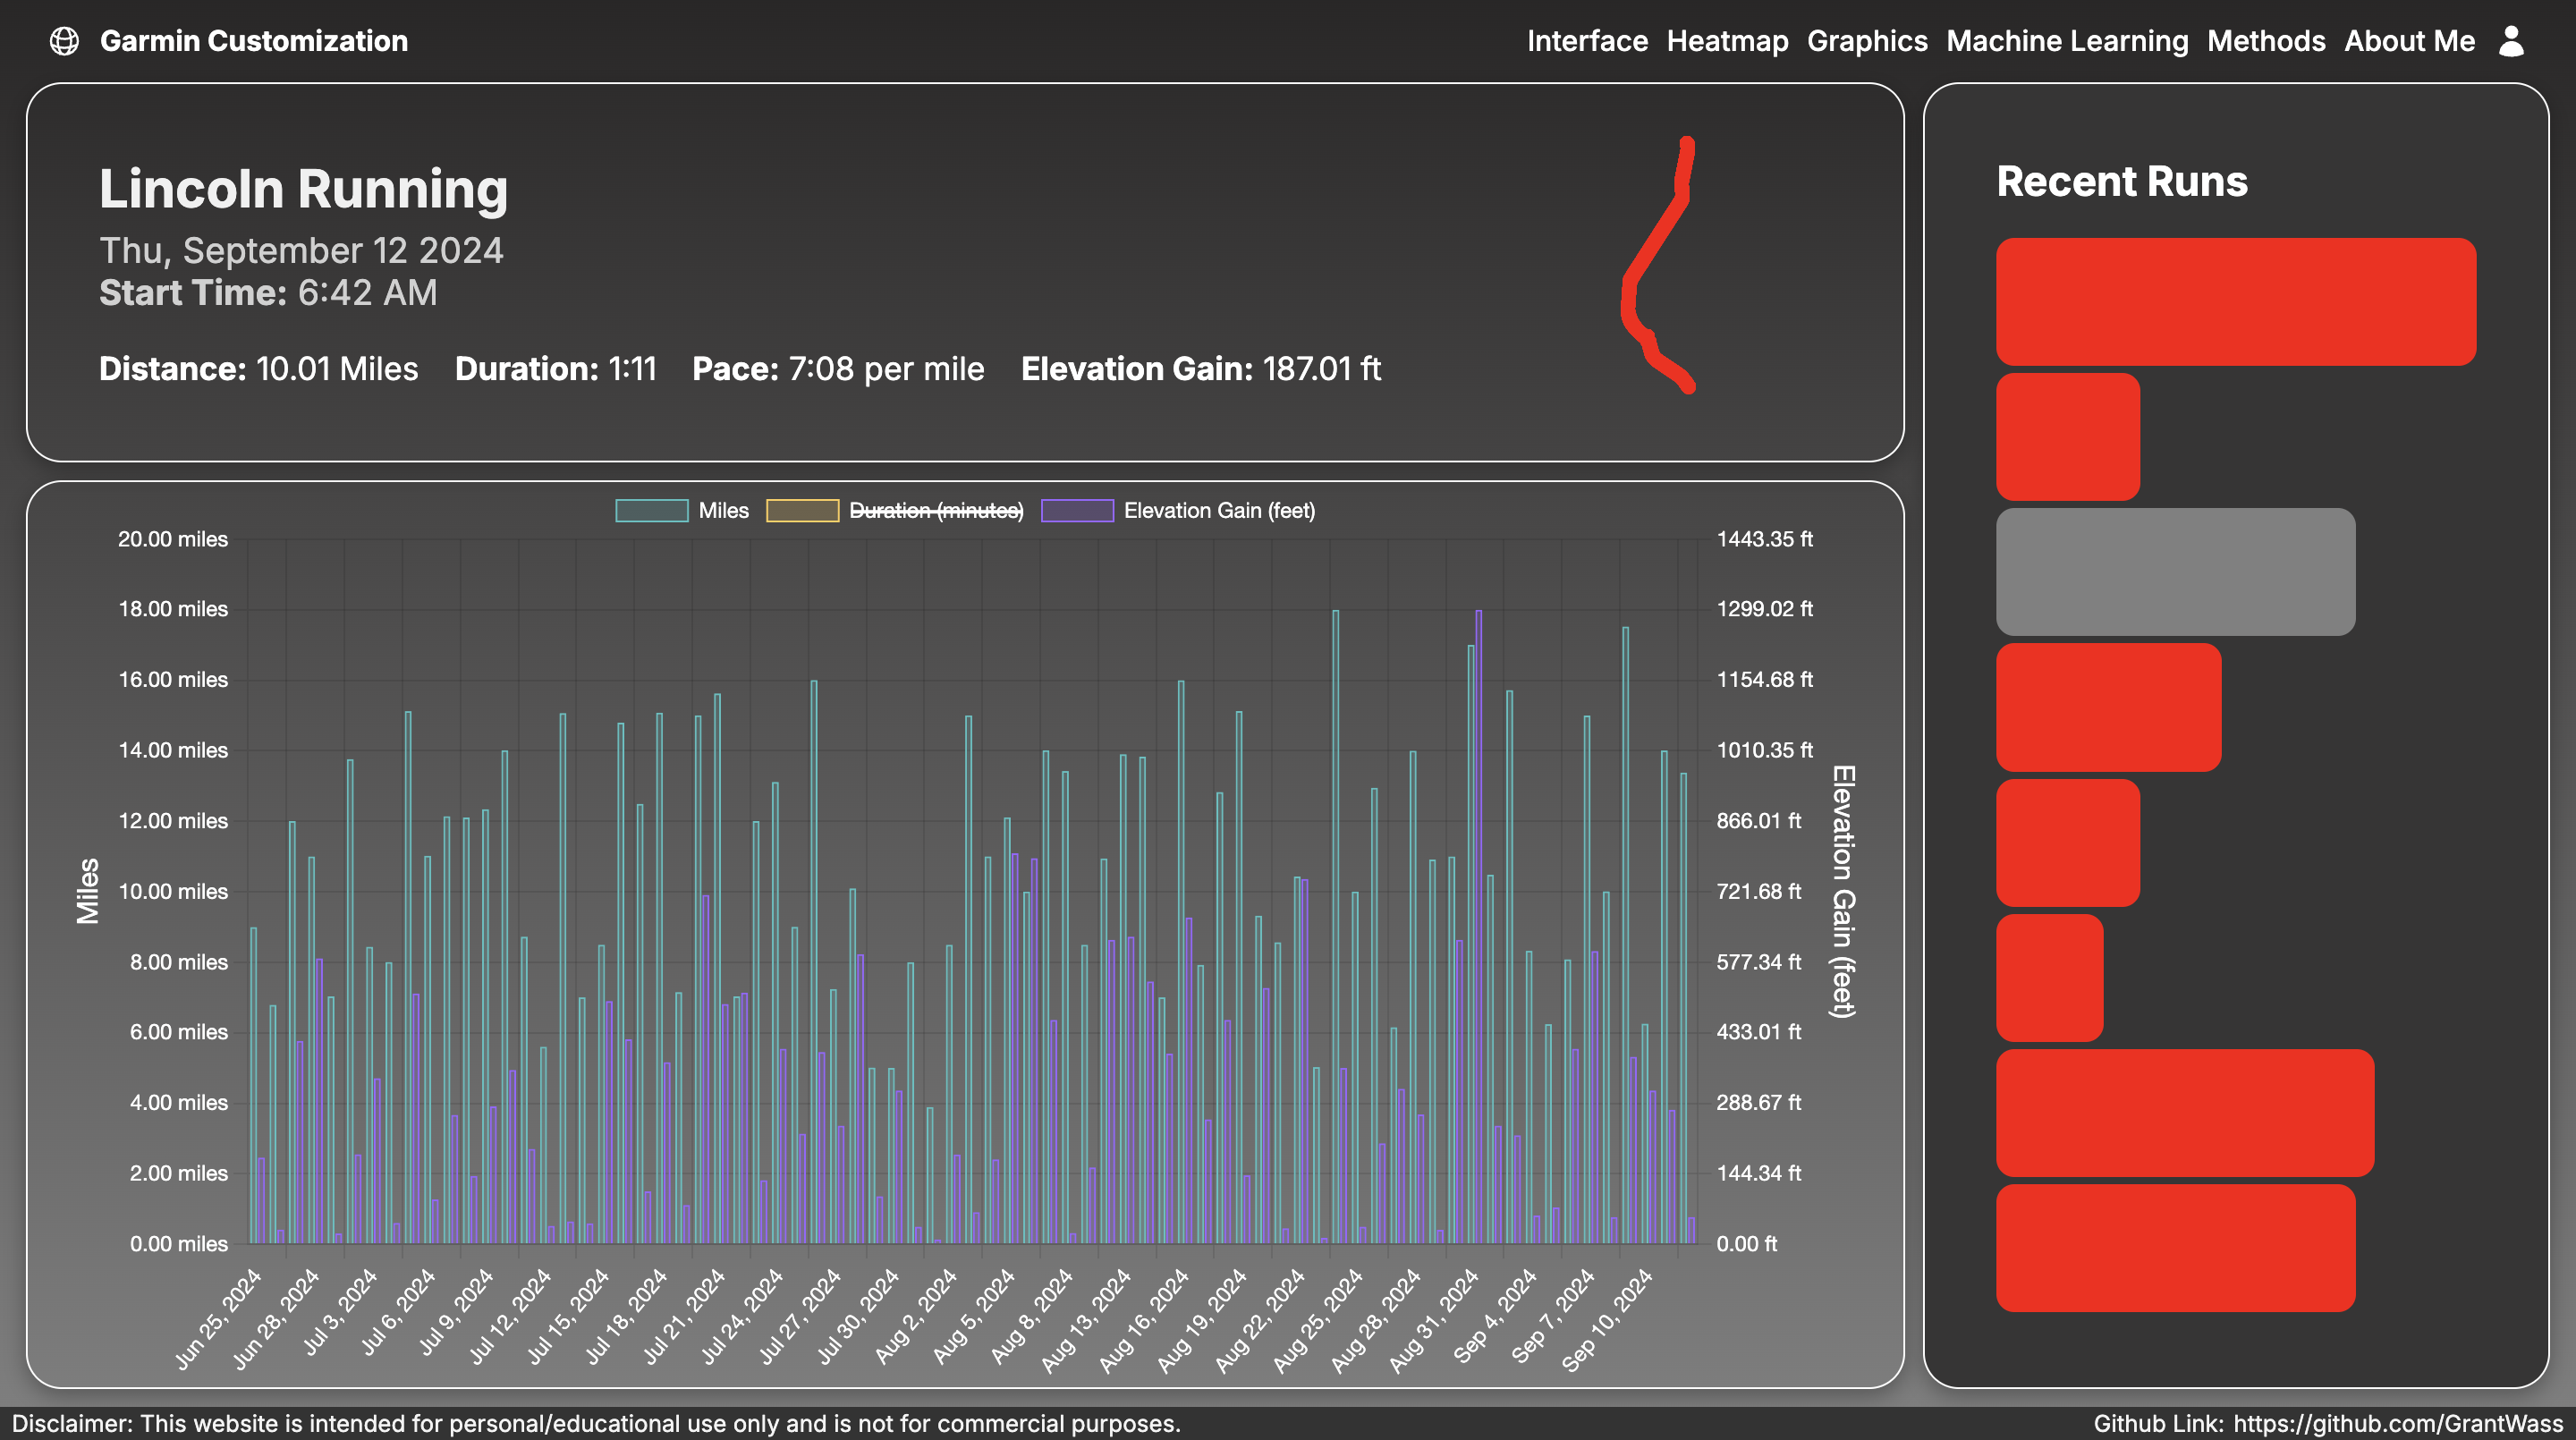 Garmin Customization
Interface Heatmap Graphics Machine Learning Methods About Me
Lincoln Running
Thu, September 12 2024
Start Time: 6:42 AM
Distance: 10.01 Miles Duration: 1:11 Pace: 7:08 per mile Elevation Gain: 187.01 ft
Miles Duration (minutes) Elevation Gain (feet)
20.00 miles
18.00 miles
16.00 miles
14.00 miles
12.00 miles
10.00 miles
8.00 miles
6.00 miles
4.00 miles
2.00 miles
0.00 miles
Miles
1443.35 ft
1299.02 ft
1154.68 ft
1010.35 ft
866.01 ft
721.68 ft
577.34 ft
433.01 ft
288.67 ft
144.34 ft
0.00 ft
Elevation Gain (feet)
Jun 25, 2024
Jun 28, 2024
Jul 3, 2024
Jul 6, 2024
Jul 9, 2024
Jul 12, 2024
Jul 15, 2024
Jul 18, 2024
Jul 21, 2024
Jul 24, 2024
Jul 27, 2024
Jul 30, 2024
Aug 2, 2024
Aug 5, 2024
Aug 8, 2024
Aug 13, 2024
Aug 16, 2024
Aug 19, 2024
Aug 22, 2024
Aug 25, 2024
Aug 28, 2024
Aug 31, 2024
Sep 4, 2024
Sep 7, 2024
Sep 10, 2024
Recent Runs
Disclaimer: This website is intended for personal/educational use only and is not for commercial purposes.
Github Link: https://github.com/GrantWass